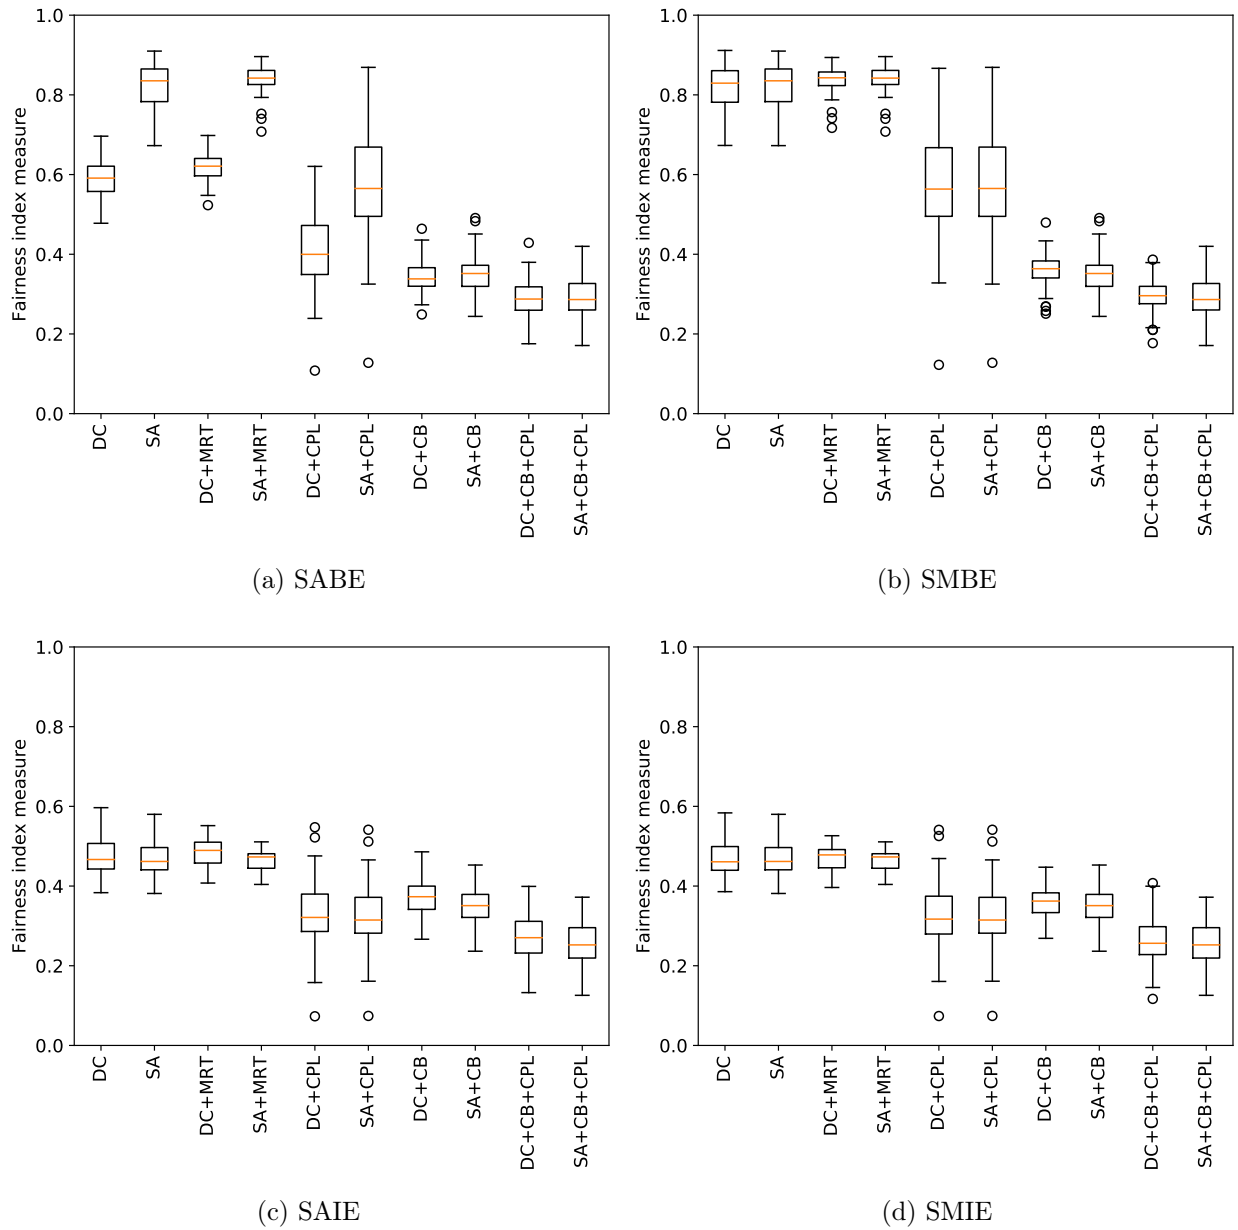 Fairness index measure
1.0
0.8
0.6
0.4
0.2
0.0
DC
SA
DC+MRT
SA+MRT
DC+CPL
SA+CPL
DC+CB
SA+CB
DC+CB+CPL
SA+CB+CPL
(a) SABE
Fairness index measure
1.0
0.8
0.6
0.4
0.2
0.0
DC
SA
DC+MRT
SA+MRT
DC+CPL
SA+CPL
DC+CB
SA+CB
DC+CB+CPL
SA+CB+CPL
(b) SMBE
Fairness index measure
1.0
0.8
0.6
0.4
0.2
0.0
DC
SA
DC+MRT
SA+MRT
DC+CPL
SA+CPL
DC+CB
SA+CB
DC+CB+CPL
SA+CB+CPL
(c) SAIE
Fairness index measure
1.0
0.8
0.6
0.4
0.2
0.0
DC
SA
DC+MRT
SA+MRT
DC+CPL
SA+CPL
DC+CB
SA+CB
DC+CB+CPL
SA+CB+CPL
(d) SMIE